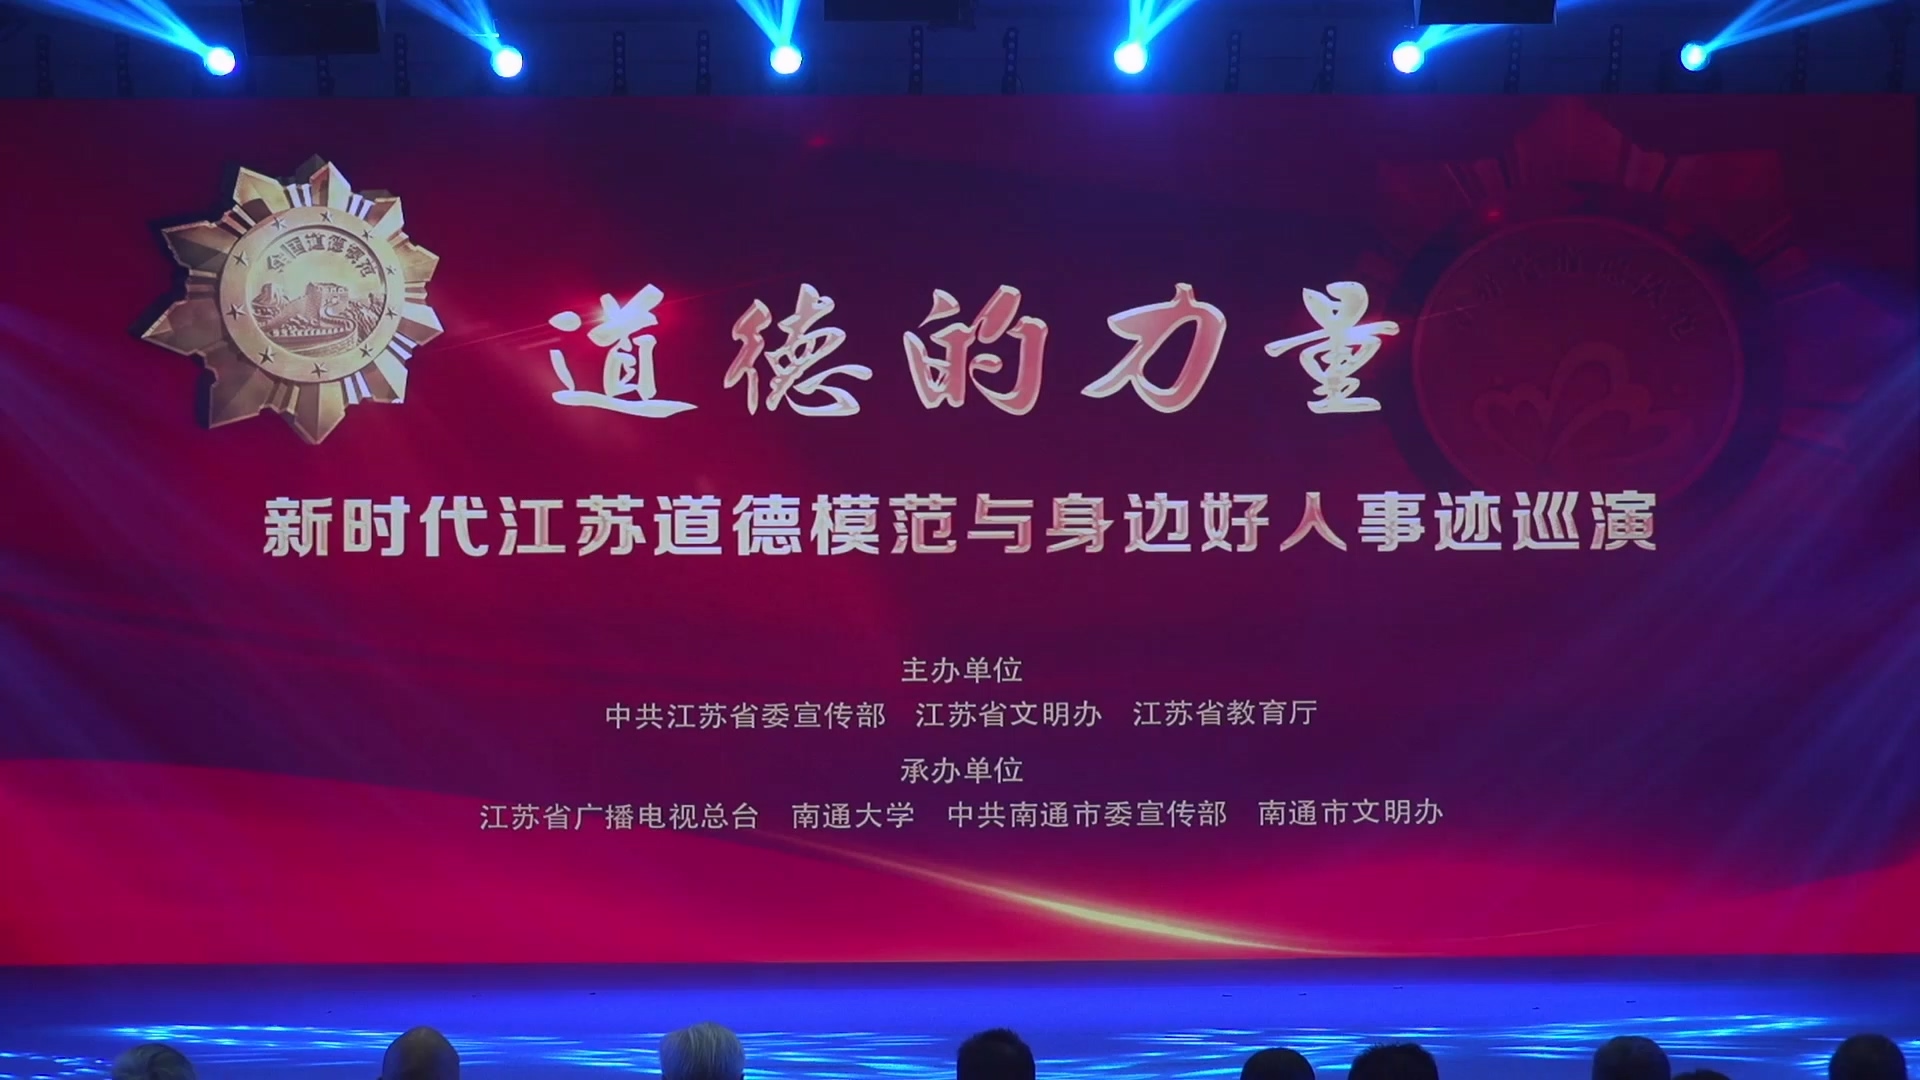 全国道德模范
道德的力量
新时代江苏道德模范与身边好人事迹巡演
主办单位
中共江苏省委宣传部 江苏省文明办 江苏省教育厅
承办单位
江苏省广播电视总台 南通大学 中共南通市委宣传部 南通市文明办